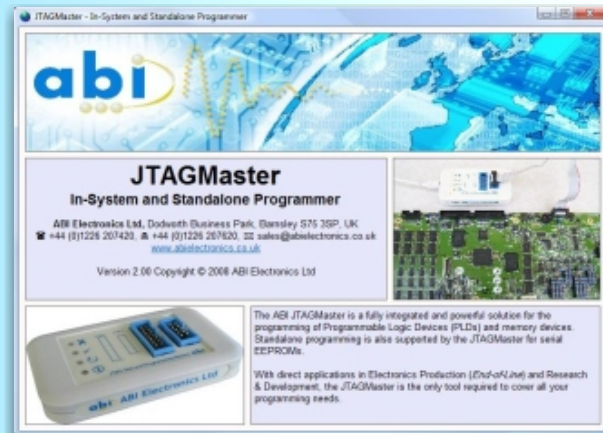 JTAGMaster - In-System and Standalone Programmer
abi
JTAGMaster
In-System and Standalone Programmer
ABI Electronics Ltd, Dodworth Business Park, Barnsley S75 3SP, UK
+44 (0)1226 207420, +44 (0)1226 207620, sales@abielectronics.co.uk
www.abielectronics.co.uk
Version 2.00 Copyright © 2008 ABI Electronics Ltd
abi ABI Electronics Ltd
The ABI JTAGMaster is a fully integrated and powerful solution for the
programming of Programmable Logic Devices (PLDs) and memory devices.
Standalone programming is also supported by the JTAGMaster for serial
EEPROMs.
With direct applications in Electronics Production (End-of-Line) and Research
& Development, the JTAGMaster is the only tool required to cover all your
programming needs.